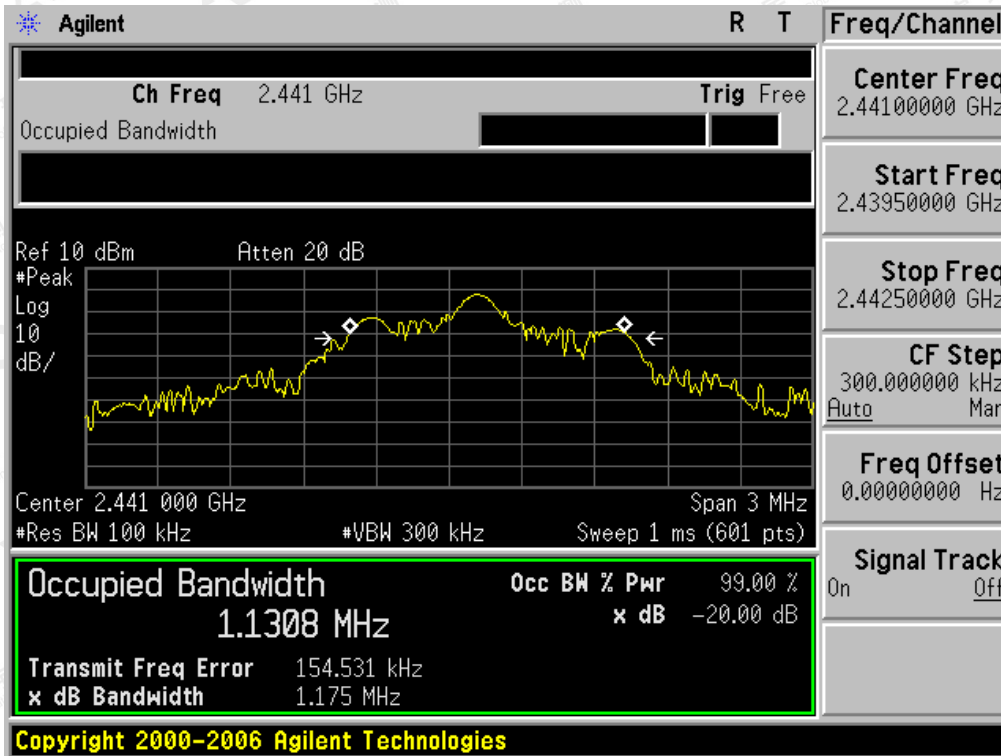 Agilent R T Freq/Channel
Ch Freq 2.441 GHz Trig Free
Occupied Bandwidth
Center Freq
2.44100000 GHz
Start Freq
2.43950000 GHz
Stop Freq
2.44250000 GHz
CF Step
300.000000 kHz
Auto Man
Freq Offset
0.00000000 Hz
Signal Track
On Off
Ref 10 dBm Atten 20 dB
#Peak
Log
10
dB/
Center 2.441 000 GHz Span 3 MHz
#Res BW 100 kHz #VBW 300 kHz Sweep 1 ms (601 pts)
Occupied Bandwidth Occ BW % Pwr 99.00 %
1.1308 MHz x dB -20.00 dB
Transmit Freq Error 154.531 kHz
x dB Bandwidth 1.175 MHz
Copyright 2000-2006 Agilent Technologies